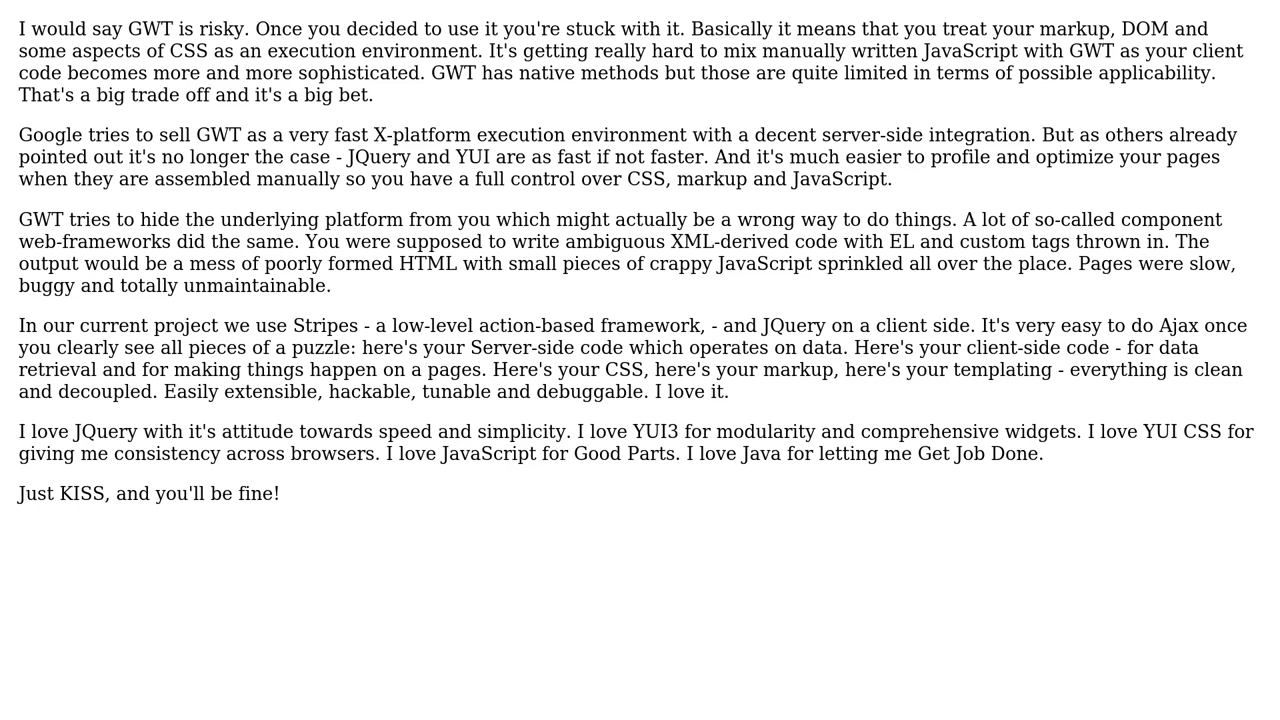 I would say GWT is risky. Once you decided to use it you're stuck with it. Basically it means that you treat your markup, DOM and
some aspects of CSS as an execution environment. It's getting really hard to mix manually written JavaScript with GWT as your client
code becomes more and more sophisticated. GWT has native methods but those are quite limited in terms of possible applicability.
That's a big trade off and it's a big bet.
Google tries to sell GWT as a very fast X-platform execution environment with a decent server-side integration. But as others already
pointed out it's no longer the case - JQuery and YUI are as fast if not faster. And it's much easier to profile and optimize your pages
when they are assembled manually so you have a full control over CSS, markup and JavaScript.
GWT tries to hide the underlying platform from you which might actually be a wrong way to do things. A lot of so-called component
web-frameworks did the same. You were supposed to write ambiguous XML-derived code with EL and custom tags thrown in. The
output would be a mess of poorly formed HTML with small pieces of crappy JavaScript sprinkled all over the place. Pages were slow,
buggy and totally unmaintainable.
In our current project we use Stripes - a low-level action-based framework, - and JQuery on a client side. It's very easy to do Ajax once
you clearly see all pieces of a puzzle: here's your Server-side code which operates on data. Here's your client-side code - for data
retrieval and for making things happen on a pages. Here's your CSS, here's your markup, here's your templating - everything is clean
and decoupled. Easily extensible, hackable, tunable and debuggable. I love it.
I love JQuery with it's attitude towards speed and simplicity. I love YUI3 for modularity and comprehensive widgets. I love YUI CSS for
giving me consistency across browsers. I love JavaScript for Good Parts. I love Java for letting me Get Job Done.
Just KISS, and you'll be fine!